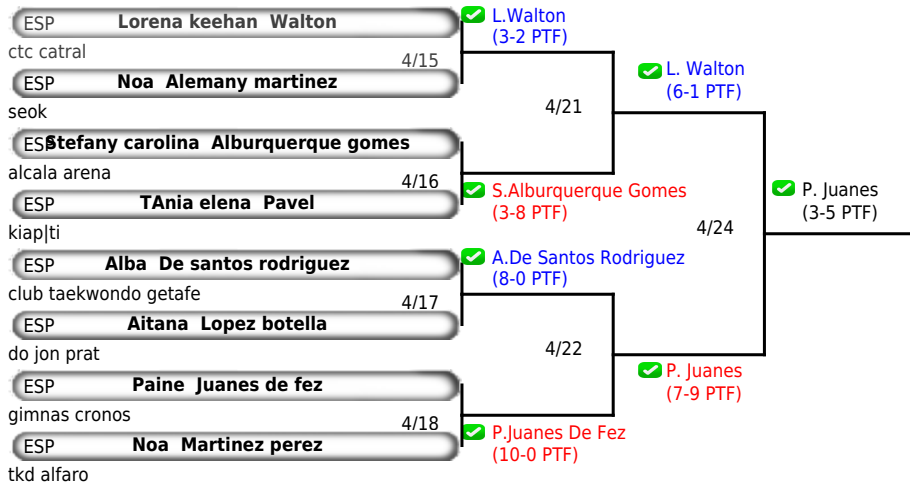 ESP Lorena keehan Walton
ctc catral
4/15
ESP Noa Alemany martinez
seok
ESP Stefany carolina Alburquerque gomes
alcala arena
4/16
ESP TAnia elena Pavel
kiap|ti
ESP Alba De santos rodriguez
club taekwondo getafe
4/17
ESP Aitana Lopez botella
do jon prat
ESP Paine Juanes de fez
gimnas cronos
4/18
ESP Noa Martinez perez
tkd alfaro
L.Walton
(3-2 PTF)
4/21
S.Alburquerque Gomes
(3-8 PTF)
A.De Santos Rodriguez
(8-0 PTF)
4/22
P.Juanes De Fez
(10-0 PTF)
L. Walton
(6-1 PTF)
4/24
P. Juanes
(7-9 PTF)
P. Juanes
(3-5 PTF)